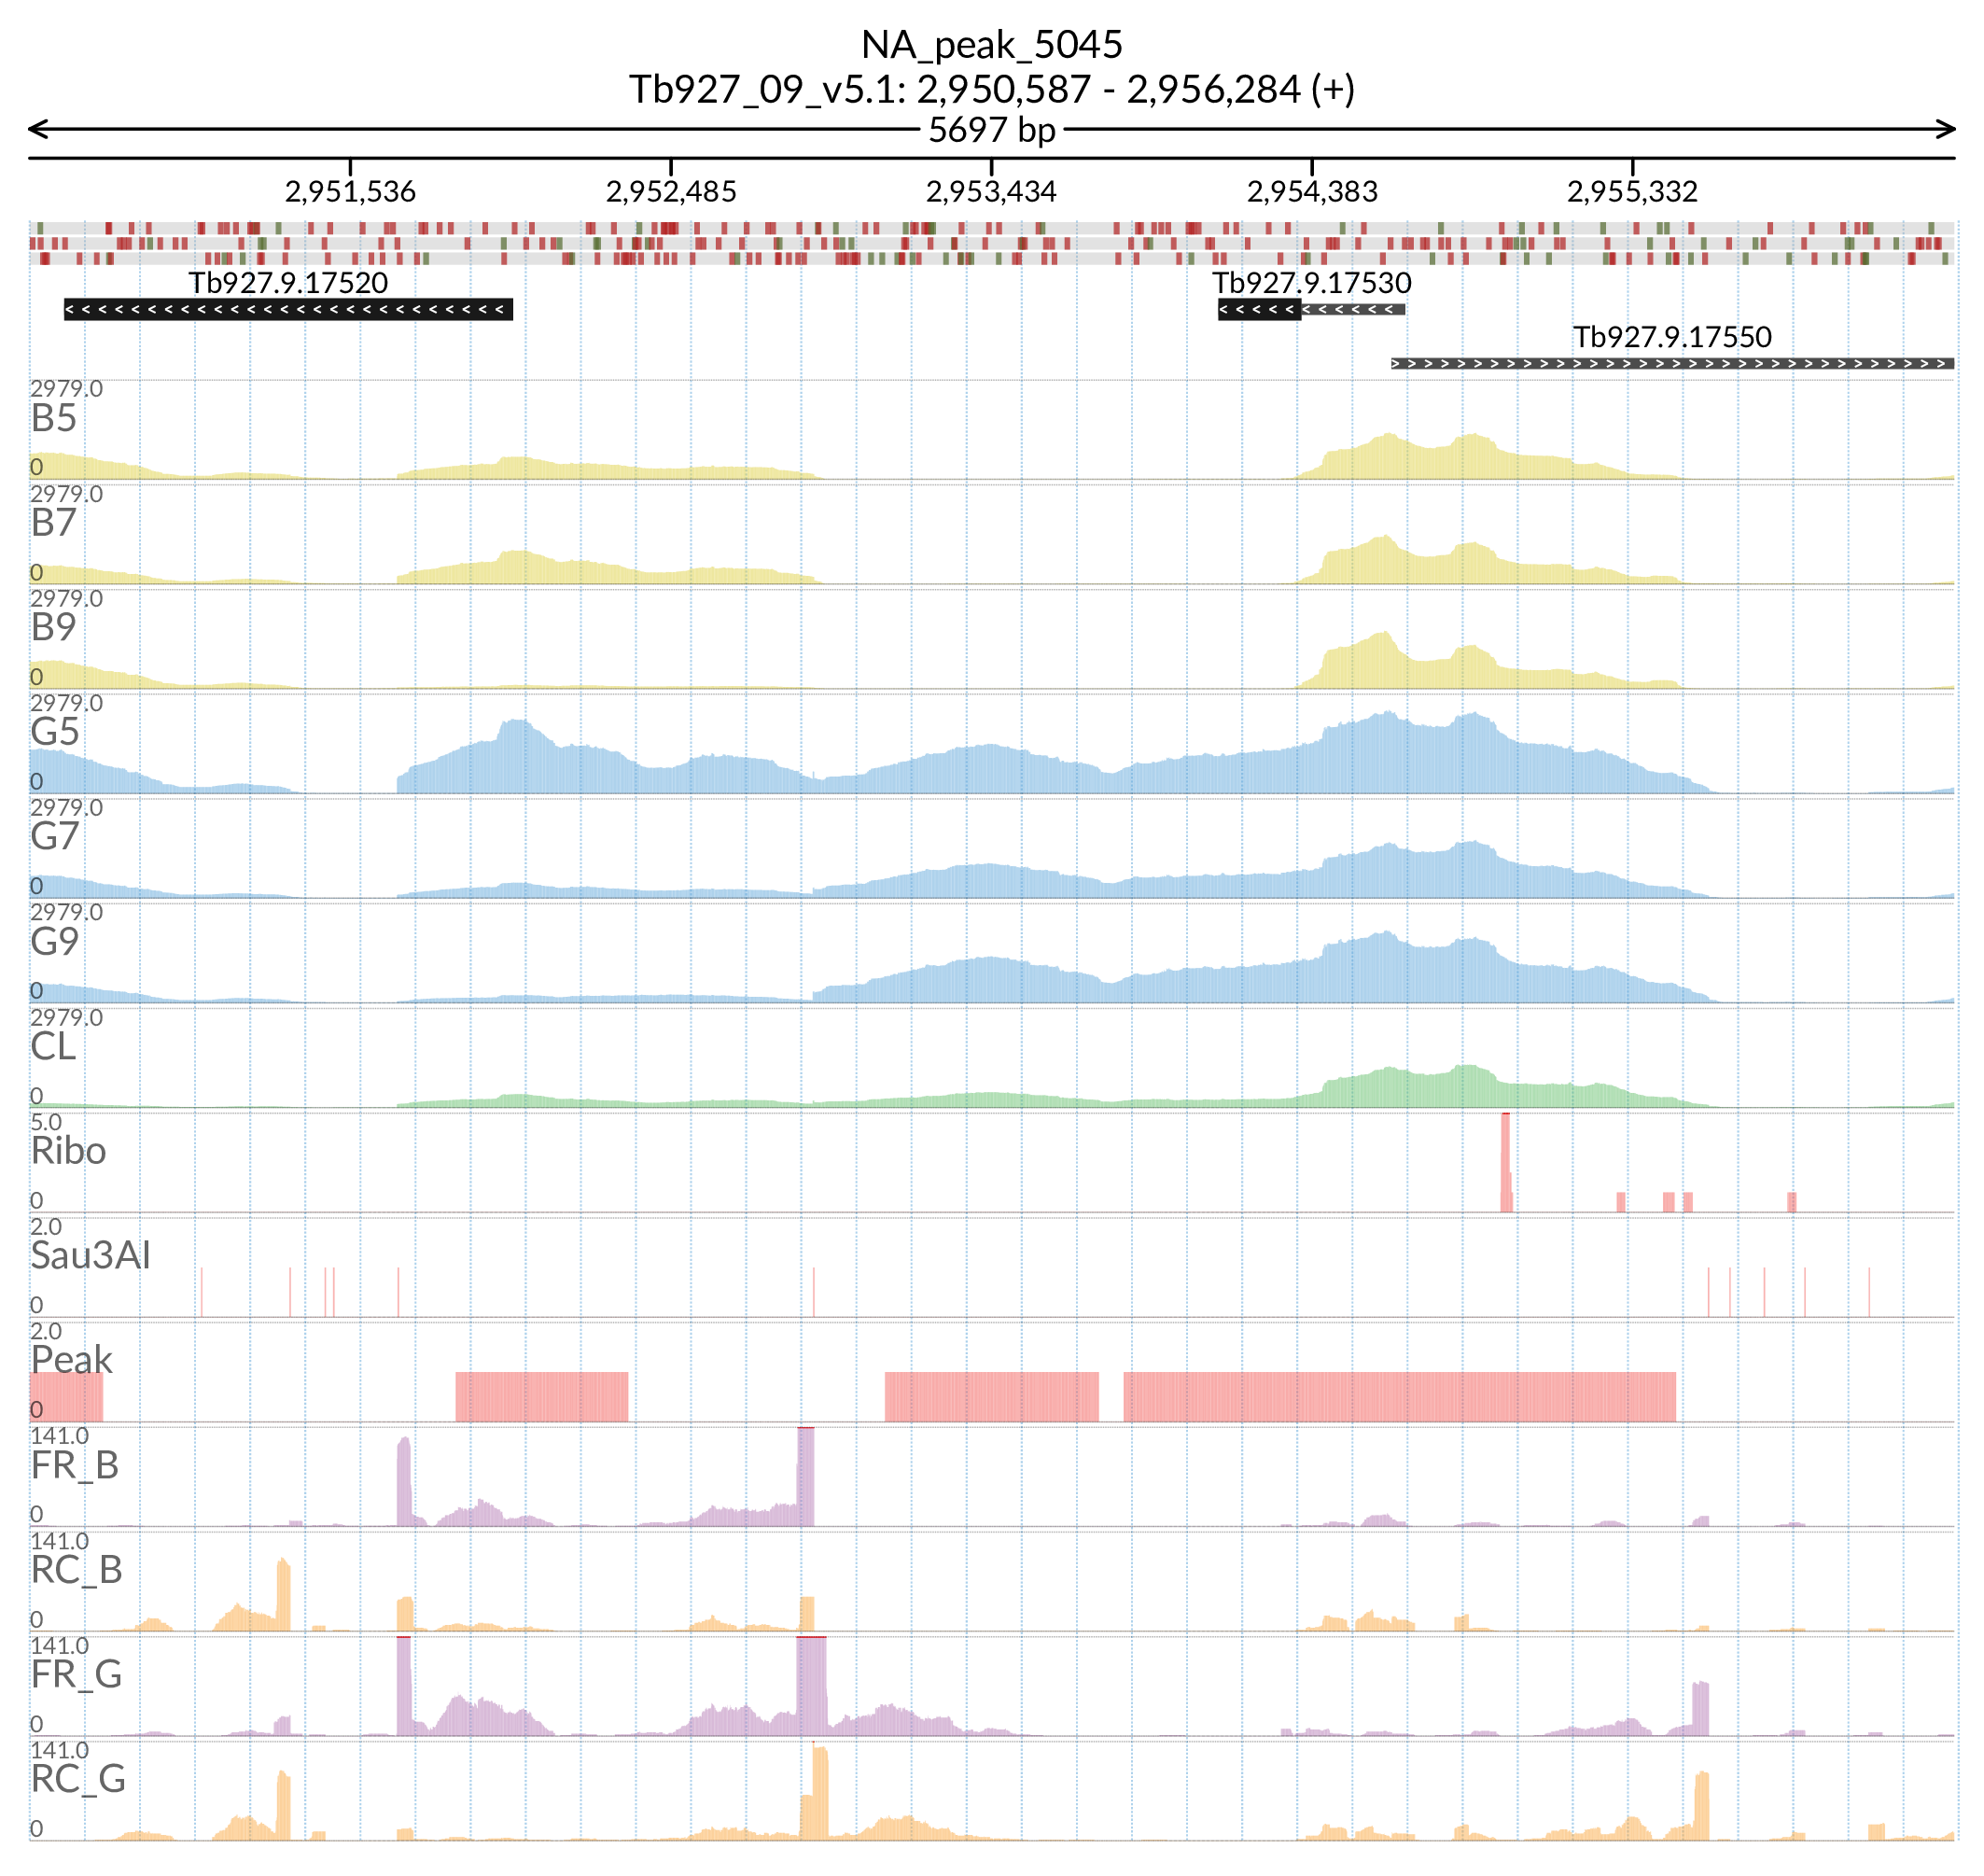 NA_peak_5045
Tb927_09_v5.1: 2,950,587 - 2,956,284 (+)
5697 bp
2,951,536 2,952,485 2,953,434 2,954,383 2,955,332
Tb927.9.17520 Tb927.9.17530
Tb927.9.17550
2979.0
B5
0
2979.0
B7
0
2979.0
B9
0
2979.0
G5
0
2979.0
G7
0
2979.0
G9
0
2979.0
CL
0
5.0
Ribo
0
2.0
Sau3AI
0
2.0
Peak
0
141.0
FR_B
0
141.0
RC_B
0
141.0
FR_G
0
141.0
RC_G
0